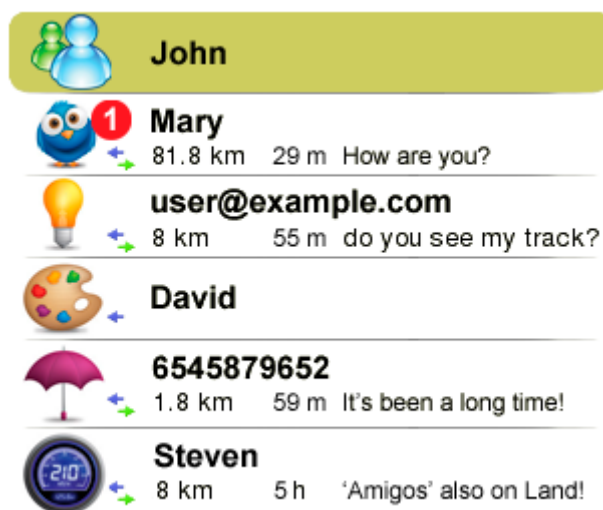 John
1
Mary
81.8 km 29 m How are you?
user@example.com
8 km 55 m do you see my track?
David
6545879652
1.8 km 59 m It's been a long time!
Steven
210
8 km 5 h 'Amigos' also on Land!